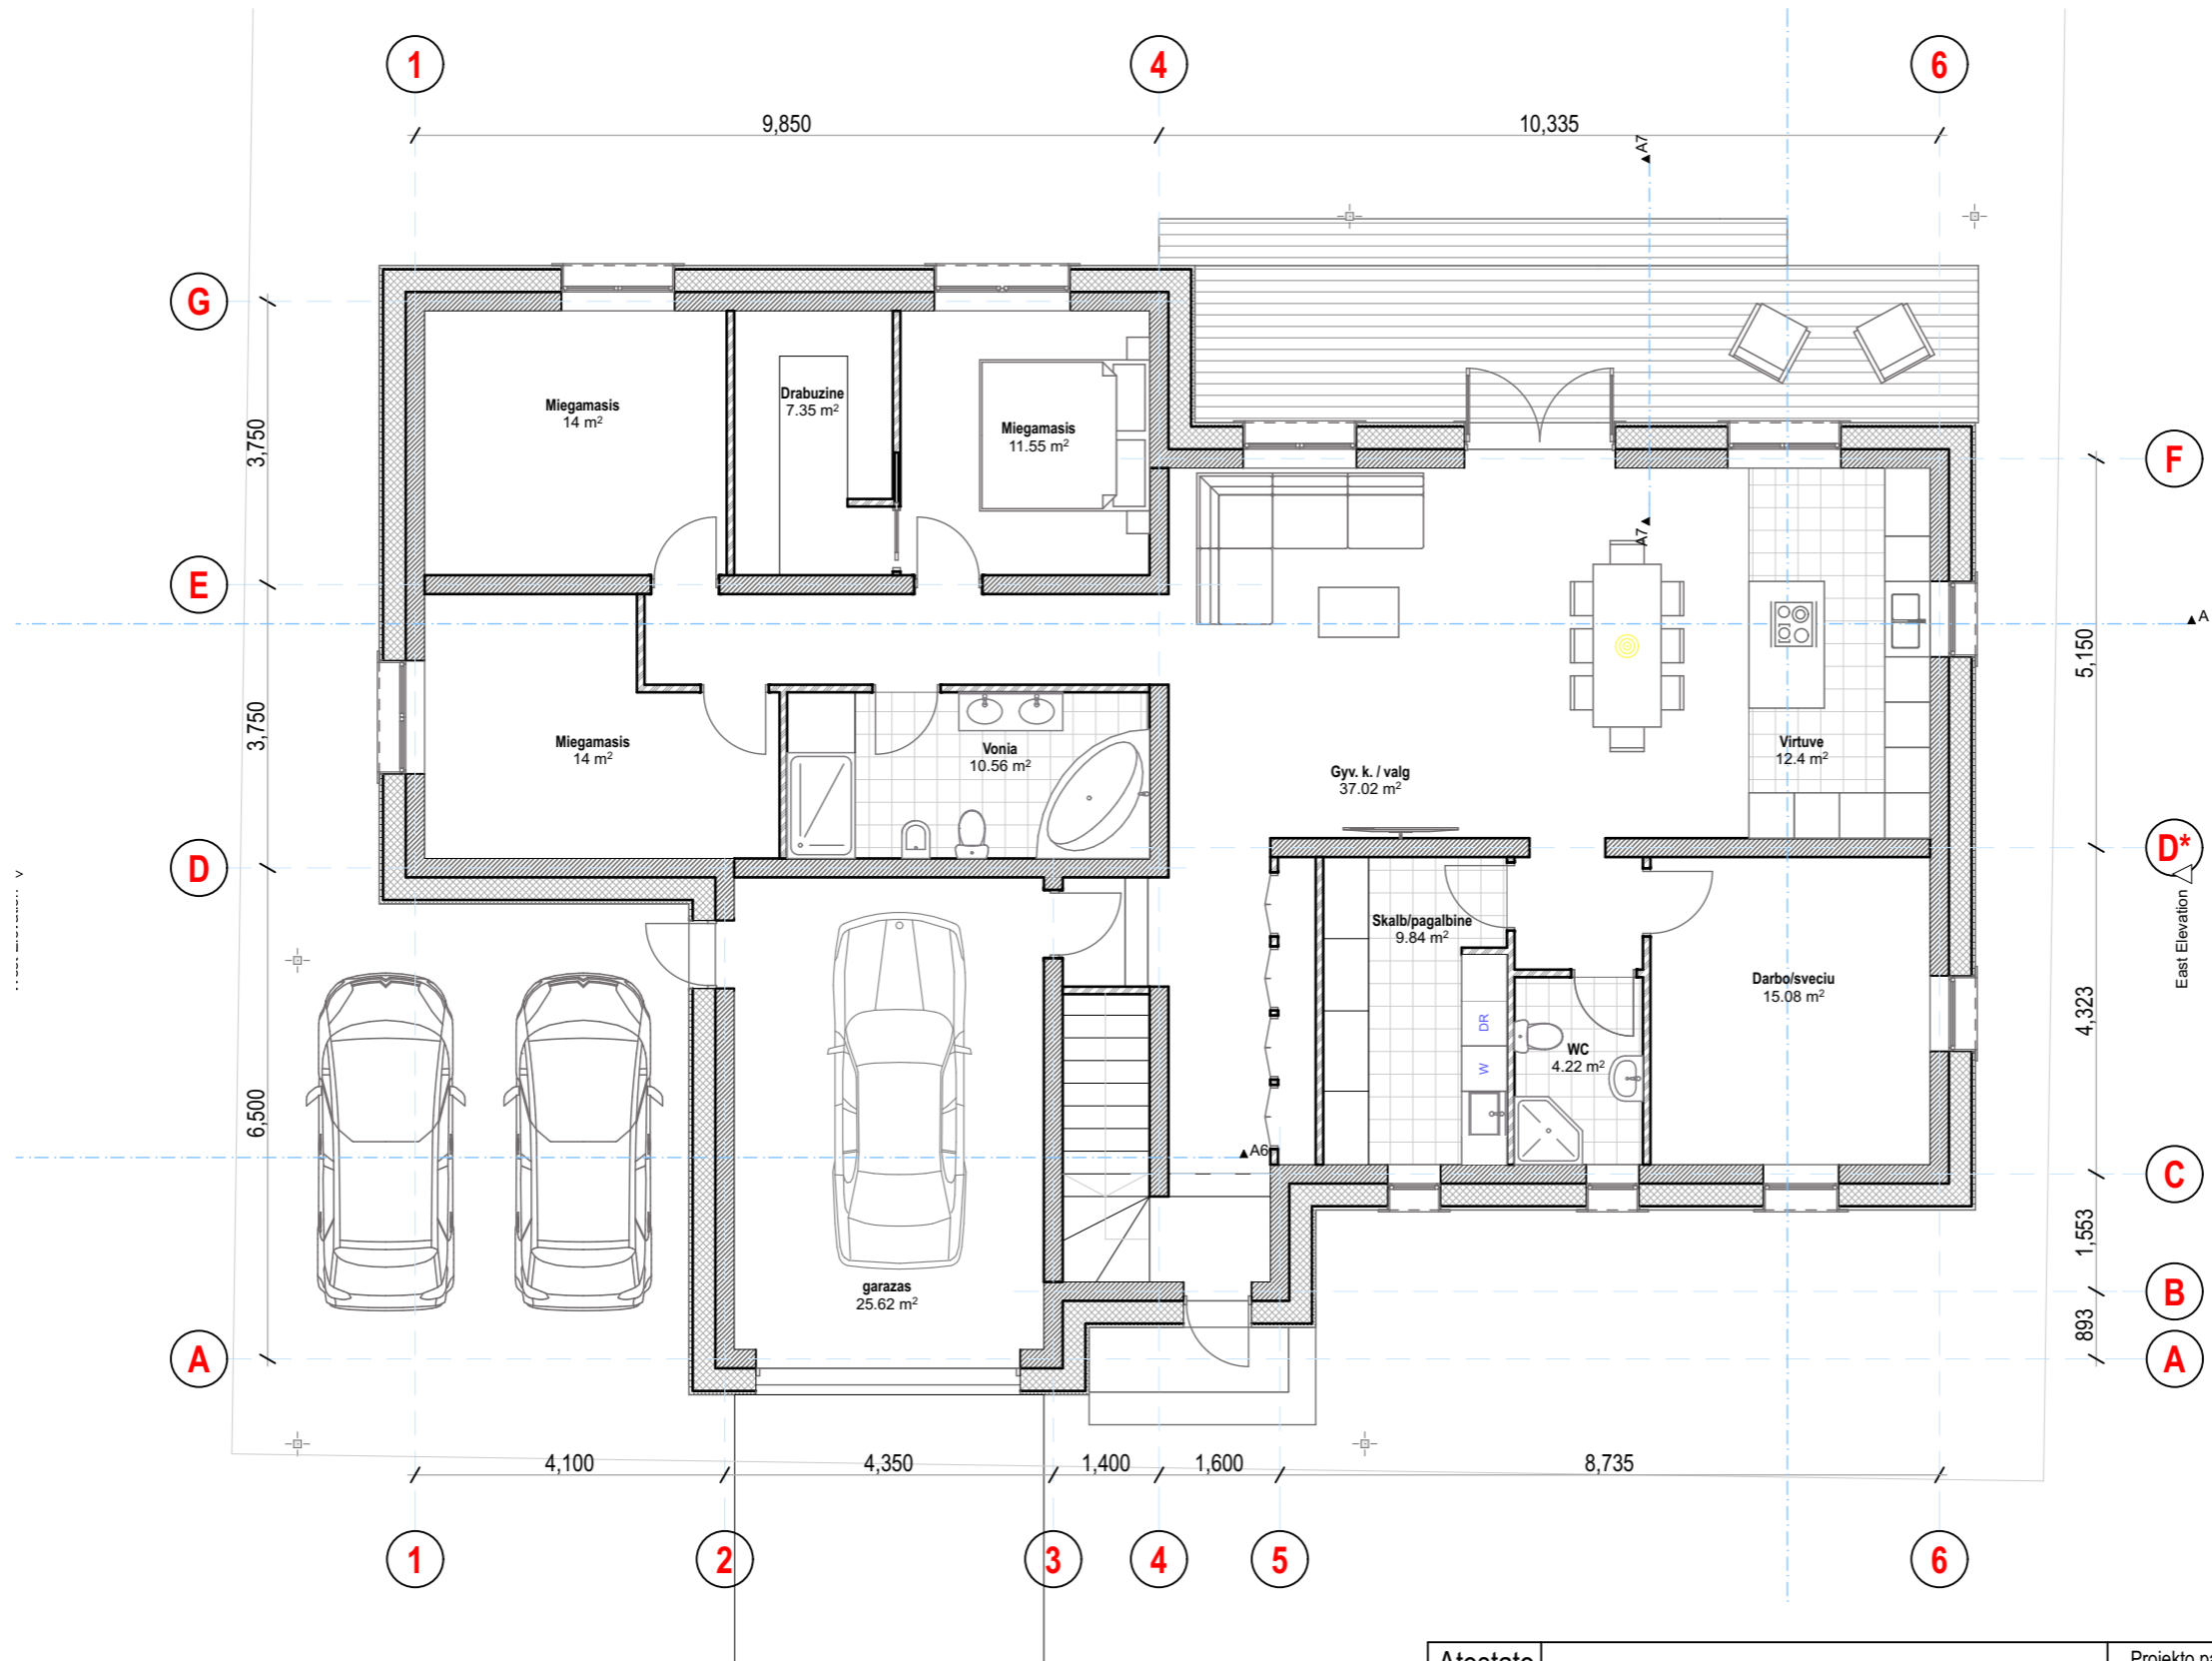 1
4
6
9,850
10,335
A7
G
F
Drabuzine
7.35 m²
Miegamasis
14 m²
Miegamasis
11.55 m²
3,750
A7
E
A
5,150
3,750
Miegamasis
14 m²
Vonia
10.56 m²
Virtuve
12.4 m²
Gyv. k. / valg
37.02 m²
D
D*
East Elevation
Skalb/pagalbine
9.84 m²
Darbo/sveciu
15.08 m²
DR
W
WC
4.22 m²
4,323
6,500
A6
C
1,553
garazas
25.62 m²
B
893
A
A
4,100
4,350
1,400
1,600
8,735
1
2
3
4
5
6
Atestato
Projekto